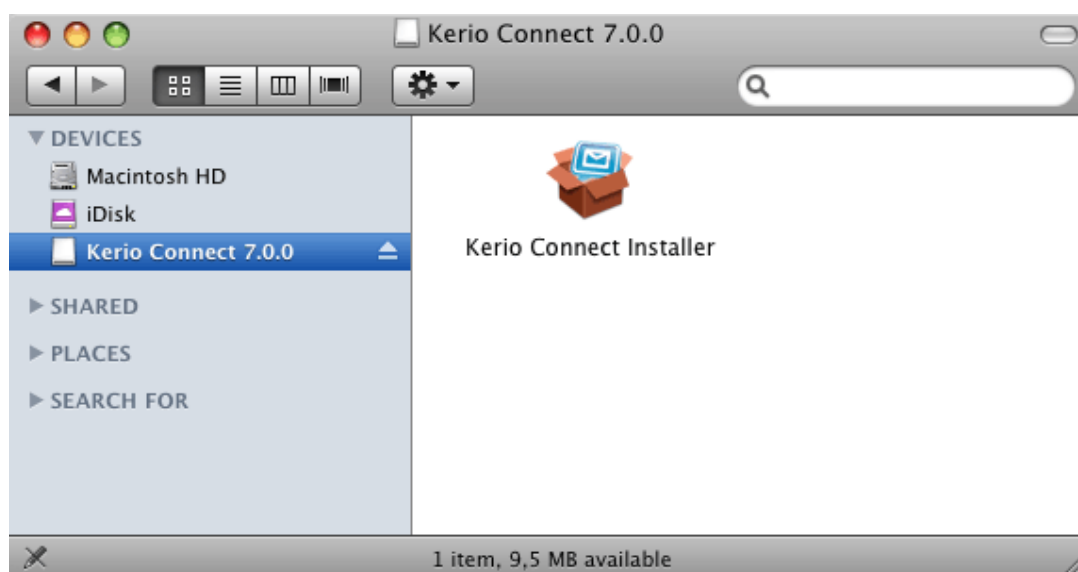 Kerio Connect 7.0.0
DEVICES
Macintosh HD
iDisk
Kerio Connect 7.0.0
SHARED
PLACES
SEARCH FOR
Kerio Connect Installer
1 item, 9,5 MB available